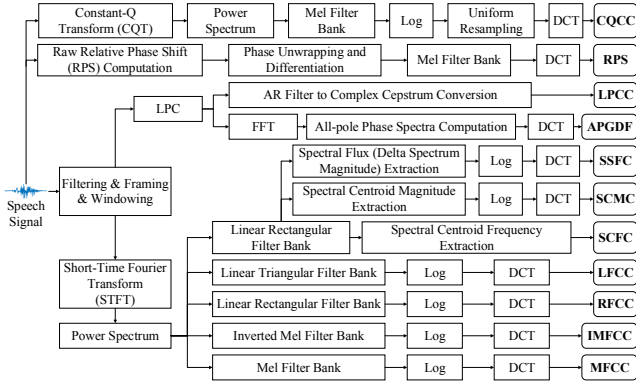 Constant-Q
Transform (CQT)
Power
Spectrum
Mel Filter
Bank
Log
Uniform
Resampling
DCT
CQCC
Raw Relative Phase Shift
(RPS) Computation
Phase Unwrapping and
Differentiation
Mel Filter Bank
DCT
RPS
LPC
AR Filter to Complex Cepstrum Conversion
LPCC
FFT
All-pole Phase Spectra Computation
DCT
APGDF
Speech
Signal
Filtering & Framing
& Windowing
Spectral Flux (Delta Spectrum
Magnitude) Extraction
Log
DCT
SSFC
Spectral Centroid Magnitude
Extraction
Log
DCT
SCMC
Linear Rectangular
Filter Bank
Spectral Centroid Frequency
Extraction
SCFC
Short-Time Fourier
Transform
(STFT)
Linear Triangular Filter Bank
Log
DCT
LFCC
Linear Rectangular Filter Bank
Log
DCT
RFCC
Power Spectrum
Inverted Mel Filter Bank
Log
DCT
IMFCC
Mel Filter Bank
Log
DCT
MFCC